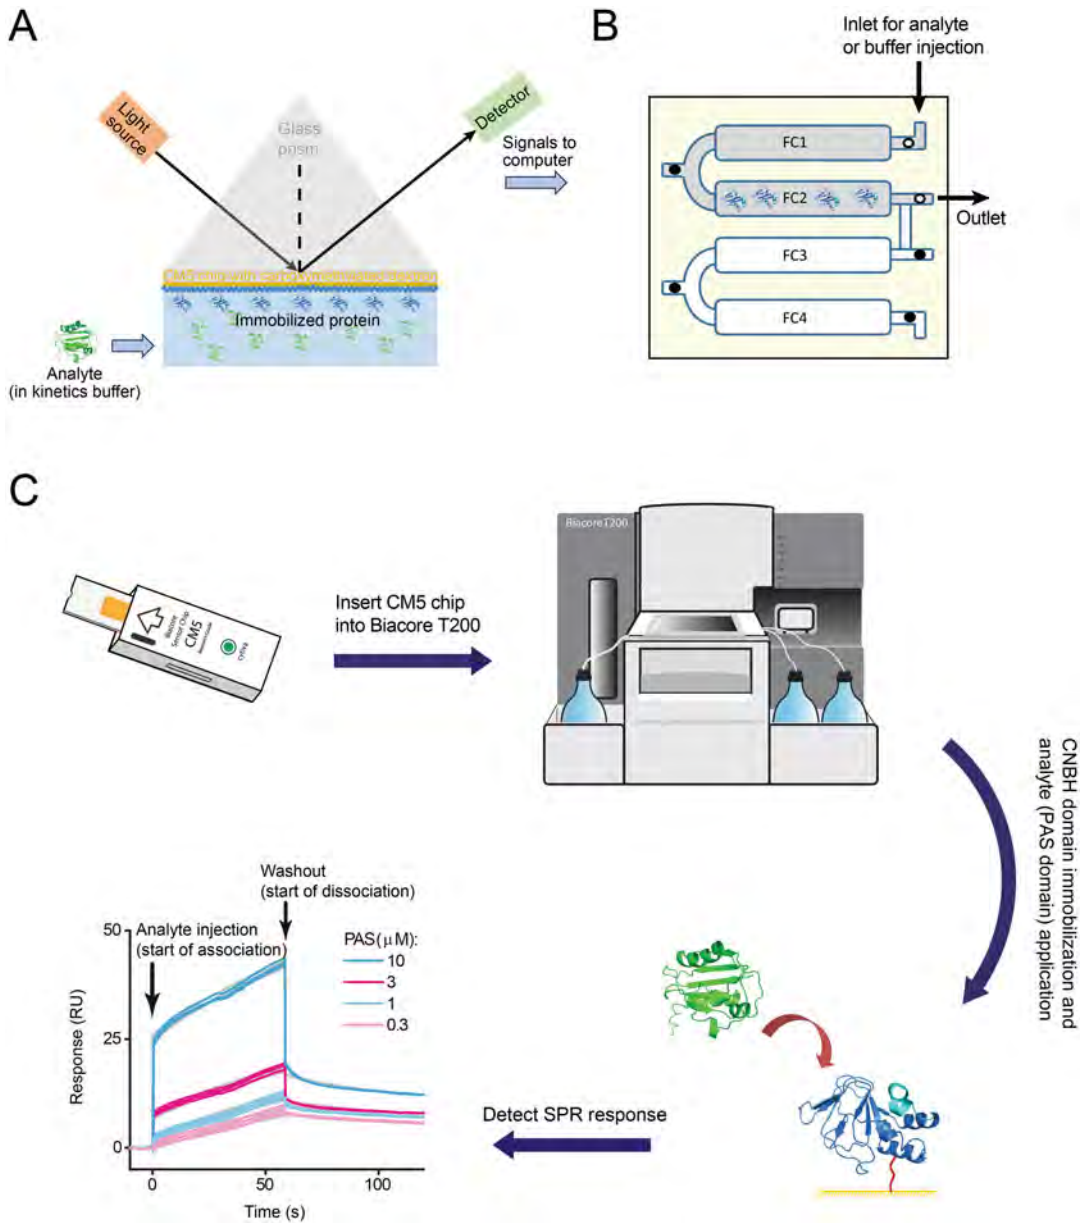 A
Light
source
Glass
prism
Detector
Signals to
computer
Immobilized protein
Analyte
(in kinetics buffer)
B
Inlet for analyte
or buffer injection
FC1
FC2
Outlet
FC3
FC4
C
Biacore
Sensor Chip
CM5
cytiva
Insert CM5 chip
into Biacore T200
BiacoreT200
CNBH domain immobilization and
analyte (PAS domain) application
Detect SPR response
Washout
(start of dissociation)
Analyte injection
(start of association)
PAS(μM):
10
3
1
0.3
50
25
0
Response (RU)
0
50
100
Time (s)